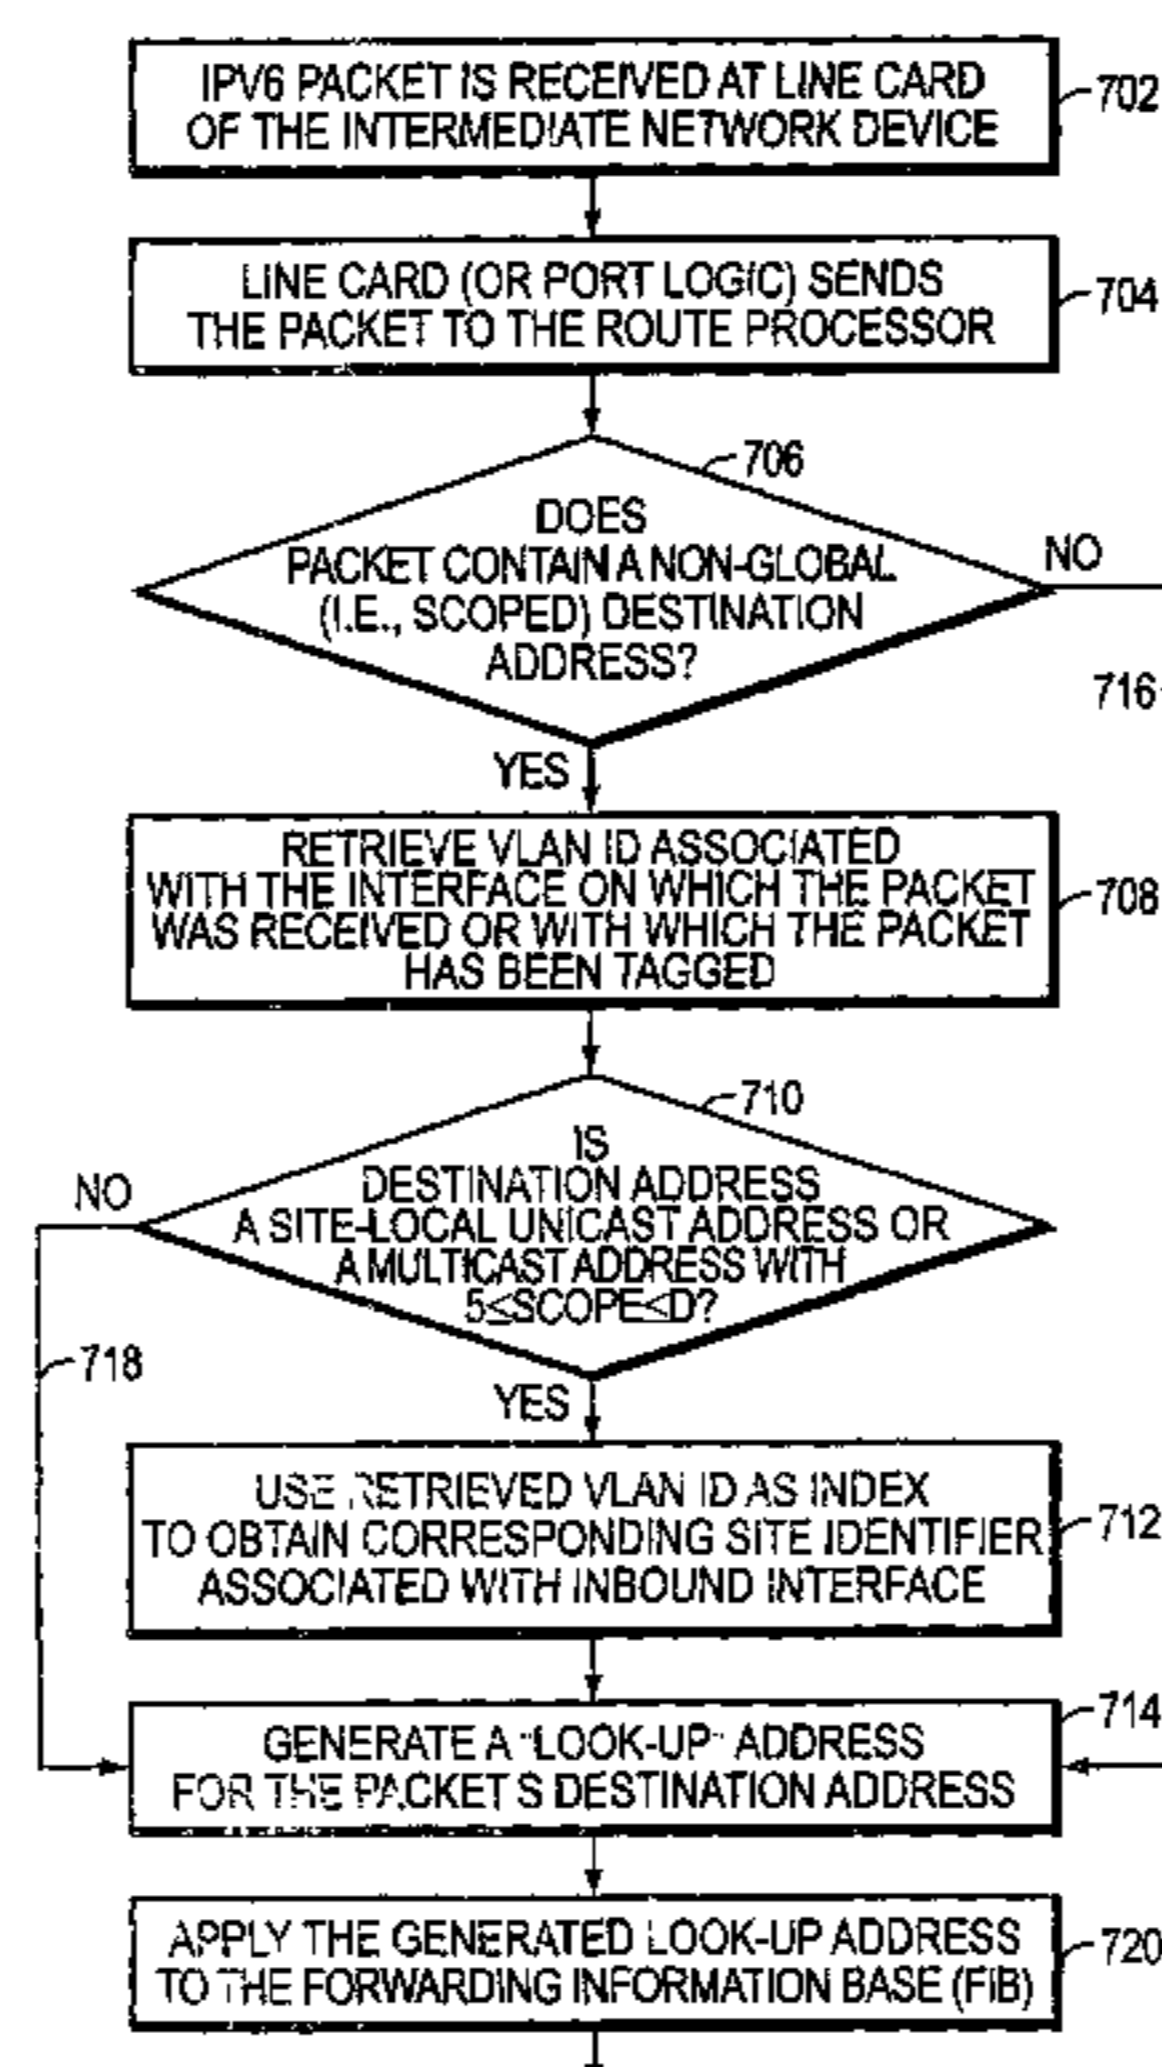 IPV6 PACKET IS RECEIVED AT LINE CARD
OF THE INTERMEDIATE NETWORK DEVICE
702
LINE CARD (OR PORT LOGIC) SENDS
THE PACKET TO THE ROUTE PROCESSOR
704
706
DOES
PACKET CONTAIN A NON-GLOBAL
(I.E., SCOPED) DESTINATION
ADDRESS?
NO
716
YES
RETRIEVE VLAN ID ASSOCIATED
WITH THE INTERFACE ON WHICH THE PACKET
WAS RECEIVED OR WITH WHICH THE PACKET
HAS BEEN TAGGED
708
710
IS
DESTINATION ADDRESS
A SITE-LOCAL UNICAST ADDRESS OR
A MULTICAST ADDRESS WITH
5≤SCOPE≤D?
NO
718
YES
USE RETRIEVED VLAN ID AS INDEX
TO OBTAIN CORRESPONDING SITE IDENTIFIER
ASSOCIATED WITH INBOUND INTERFACE
712
GENERATE A "LOOK-UP" ADDRESS
FOR THE PACKET'S DESTINATION ADDRESS
714
APPLY THE GENERATED LOOK-UP ADDRESS
TO THE FORWARDING INFORMATION BASE (FIB)
720